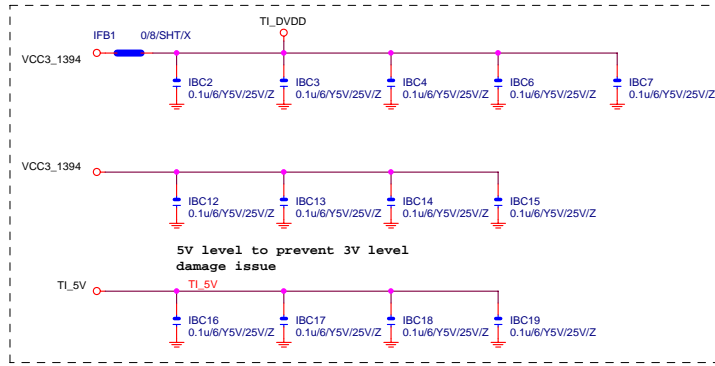 TI_DVDD
IFB1 0/8/SHT/X
VCC3_1394
IBC2 IBC3 IBC4 IBC6 IBC7
0.1u/6/Y5V/25V/Z 0.1u/6/Y5V/25V/Z 0.1u/6/Y5V/25V/Z 0.1u/6/Y5V/25V/Z 0.1u/6/Y5V/25V/Z
VCC3_1394
IBC12 IBC13 IBC14 IBC15
0.1u/6/Y5V/25V/Z 0.1u/6/Y5V/25V/Z 0.1u/6/Y5V/25V/Z 0.1u/6/Y5V/25V/Z
5V level to prevent 3V level
damage issue
TI_5V TI_5V
IBC16 IBC17 IBC18 IBC19
0.1u/6/Y5V/25V/Z 0.1u/6/Y5V/25V/Z 0.1u/6/Y5V/25V/Z 0.1u/6/Y5V/25V/Z